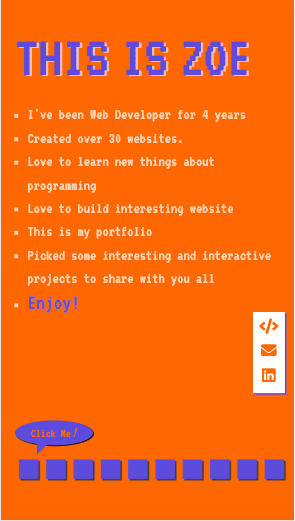 THIS IS ZOE
I've been Web Developer for 4 years
Created over 30 websites.
Love to learn new things about
programming
Love to build interesting website
This is my portfolio
Picked some interesting and interactive
projects to share with you all
Enjoy!
Click Me!